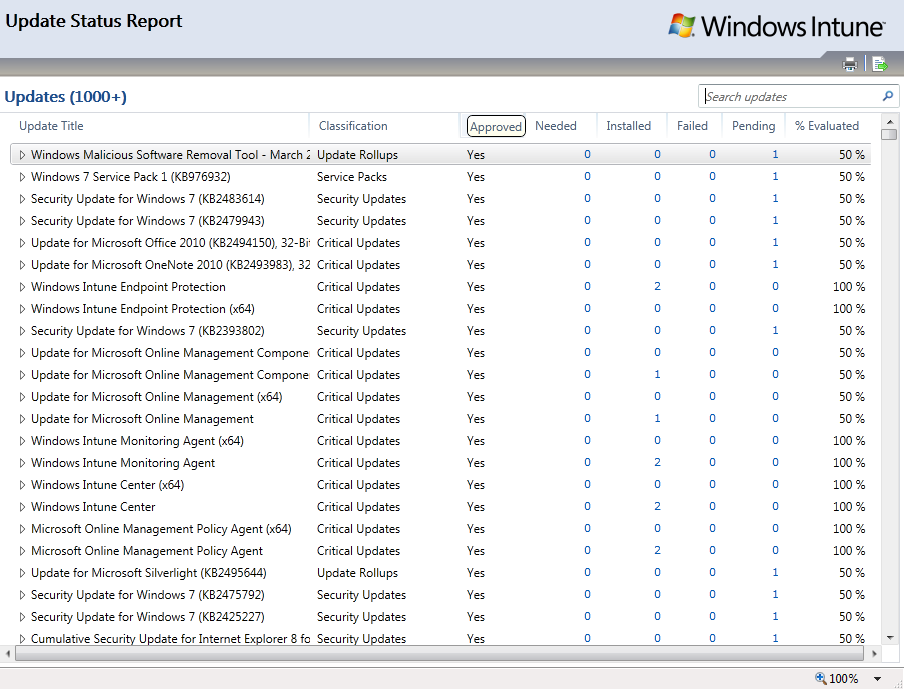 Update Status Report
Windows Intune
Updates (1000+)
Search updates
Update Title Classification Approved Needed Installed Failed Pending % Evaluated
Windows Malicious Software Removal Tool - March 2 Update Rollups Yes 0 0 0 1 50 %
Windows 7 Service Pack 1 (KB976932) Service Packs Yes 0 0 0 1 50 %
Security Update for Windows 7 (KB2483614) Security Updates Yes 0 0 0 1 50 %
Security Update for Windows 7 (KB2479943) Security Updates Yes 0 0 0 1 50 %
Update for Microsoft Office 2010 (KB2494150), 32-Bi Critical Updates Yes 0 0 0 1 50 %
Update for Microsoft OneNote 2010 (KB2493983), 32 Critical Updates Yes 0 0 0 1 50 %
Windows Intune Endpoint Protection Critical Updates Yes 0 2 0 0 100 %
Windows Intune Endpoint Protection (x64) Critical Updates Yes 0 0 0 0 100 %
Security Update for Windows 7 (KB2393802) Security Updates Yes 0 0 0 1 50 %
Update for Microsoft Online Management Compone Critical Updates Yes 0 0 0 0 50 %
Update for Microsoft Online Management Compone Critical Updates Yes 0 1 0 0 50 %
Update for Microsoft Online Management (x64) Critical Updates Yes 0 0 0 0 50 %
Update for Microsoft Online Management Critical Updates Yes 0 1 0 0 50 %
Windows Intune Monitoring Agent (x64) Critical Updates Yes 0 0 0 0 100 %
Windows Intune Monitoring Agent Critical Updates Yes 0 2 0 0 100 %
Windows Intune Center (x64) Critical Updates Yes 0 0 0 0 100 %
Windows Intune Center Critical Updates Yes 0 2 0 0 100 %
Microsoft Online Management Policy Agent (x64) Critical Updates Yes 0 0 0 0 100 %
Microsoft Online Management Policy Agent Critical Updates Yes 0 2 0 0 100 %
Update for Microsoft Silverlight (KB2495644) Update Rollups Yes 0 0 0 1 50 %
Security Update for Windows 7 (KB2475792) Security Updates Yes 0 0 0 1 50 %
Security Update for Windows 7 (KB2425227) Security Updates Yes 0 0 0 1 50 %
Cumulative Security Update for Internet Explorer 8 fo Security Updates Yes 0 0 0 1 50 %
100%